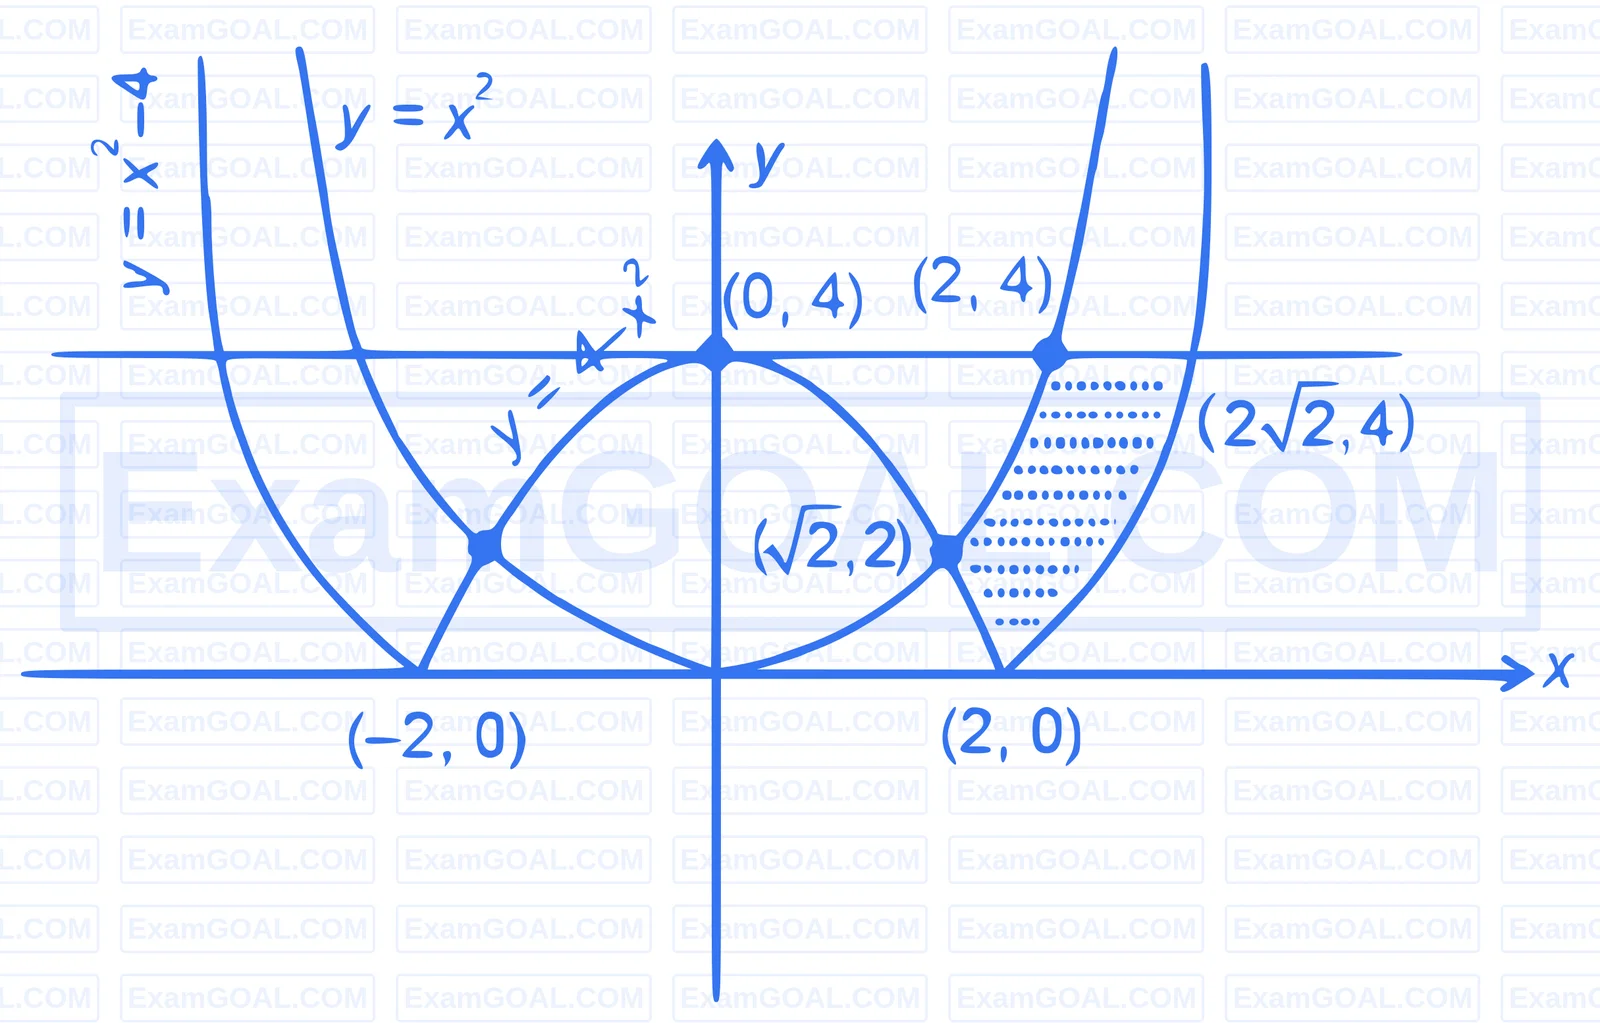 y = x² - 4
y = x²
y
y = 4 - x²
(0, 4)
(2, 4)
(2√2, 4)
(√2, 2)
x
(-2, 0)
(2, 0)
ExamGOAL.COM